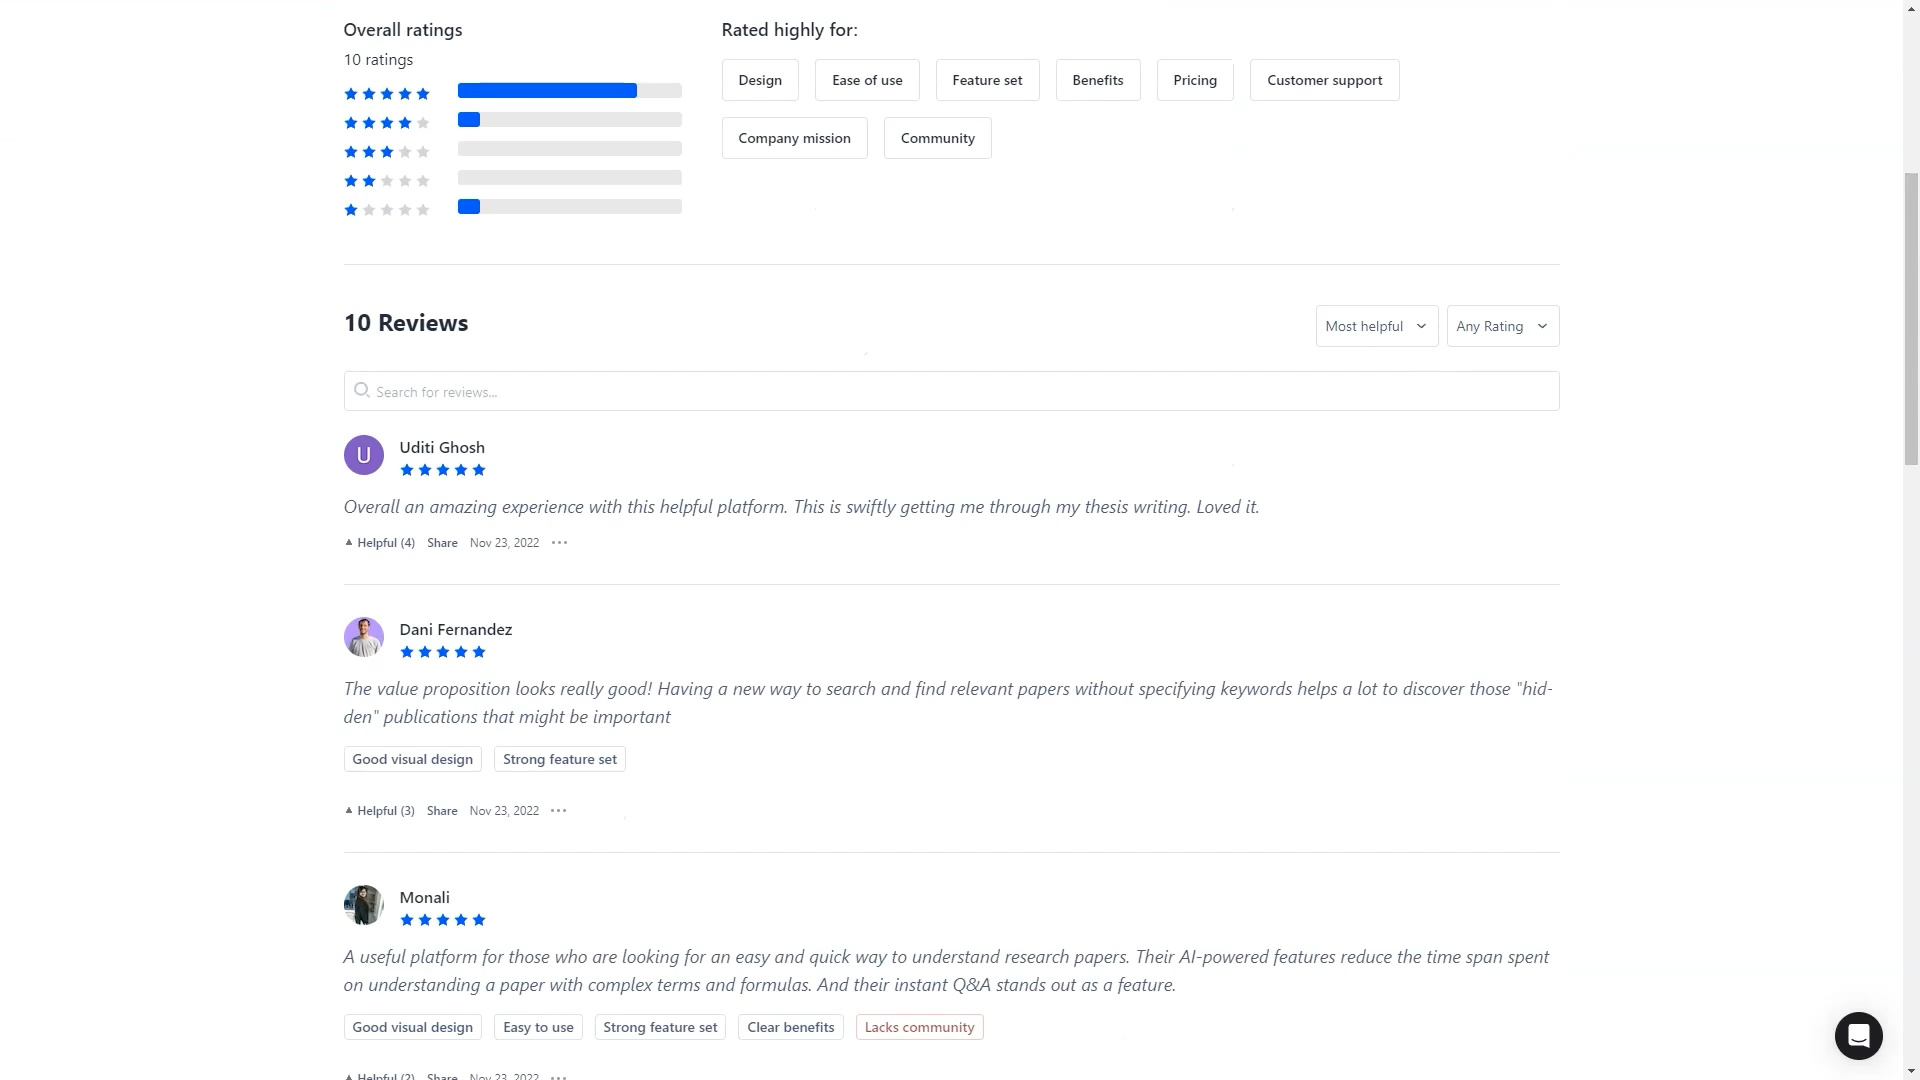 Overall ratings
10 ratings
Rated highly for:
Design
Ease of use
Feature set
Benefits
Pricing
Customer support
Company mission
Community
10 Reviews
Most helpful
Any Rating
Search for reviews...
U
Uditi Ghosh
Overall an amazing experience with this helpful platform. This is swiftly getting me through my thesis writing. Loved it.
Helpful (4) Share Nov 23, 2022 •••
Dani Fernandez
The value proposition looks really good! Having a new way to search and find relevant papers without specifying keywords helps a lot to discover those "hid-
den" publications that might be important
Good visual design
Strong feature set
Helpful (3) Share Nov 23, 2022 •••
Monali
A useful platform for those who are looking for an easy and quick way to understand research papers. Their AI-powered features reduce the time span spent
on understanding a paper with complex terms and formulas. And their instant Q&A stands out as a feature.
Good visual design
Easy to use
Strong feature set
Clear benefits
Lacks community
Helpful (2) Share Nov 23, 2022 •••